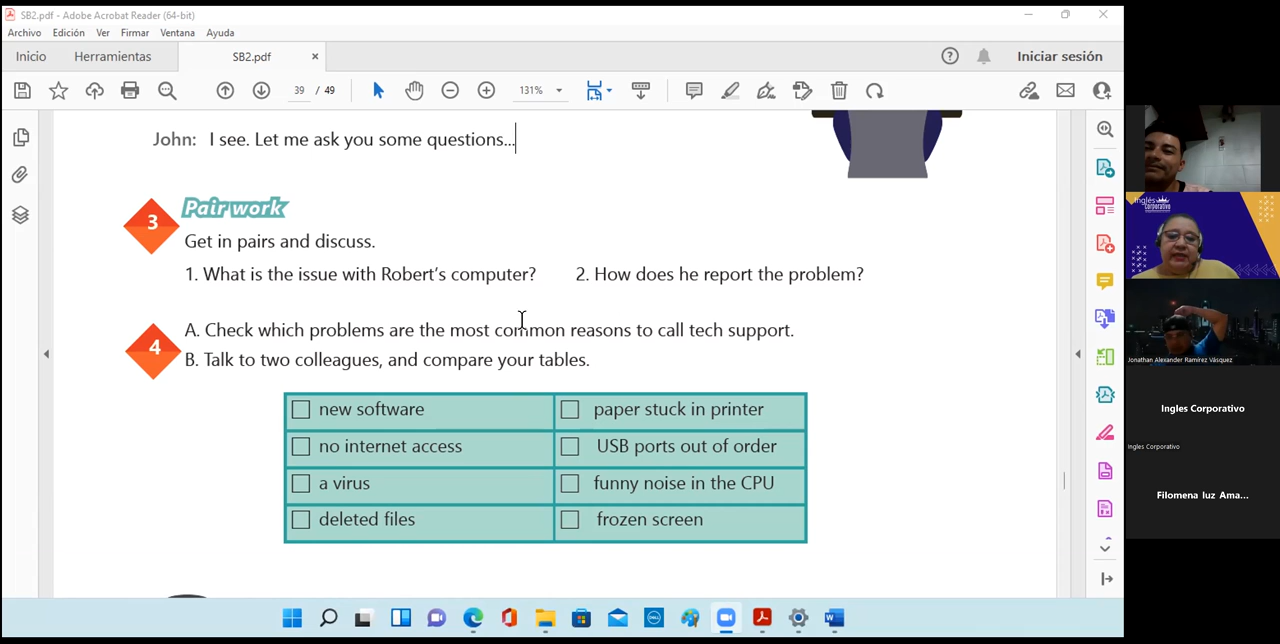 SB2.pdf - Adobe Acrobat Reader (64-bit)
Archivo Edición Ver Firmar Ventana Ayuda
Inicio Herramientas SB2.pdf × Iniciar sesión
39 / 49 131%
John: I see. Let me ask you some questions...
3 Pair work
Get in pairs and discuss.
1. What is the issue with Robert's computer? 2. How does he report the problem?
4 A. Check which problems are the most common reasons to call tech support.
B. Talk to two colleagues, and compare your tables.
new software paper stuck in printer
no internet access USB ports out of order
a virus funny noise in the CPU
deleted files frozen screen
Inglés Corporativo
Jonathan Alexander Ramírez Vásquez
Ingles Corporativo
Ingles Corporativo
Filomena luz Ama...